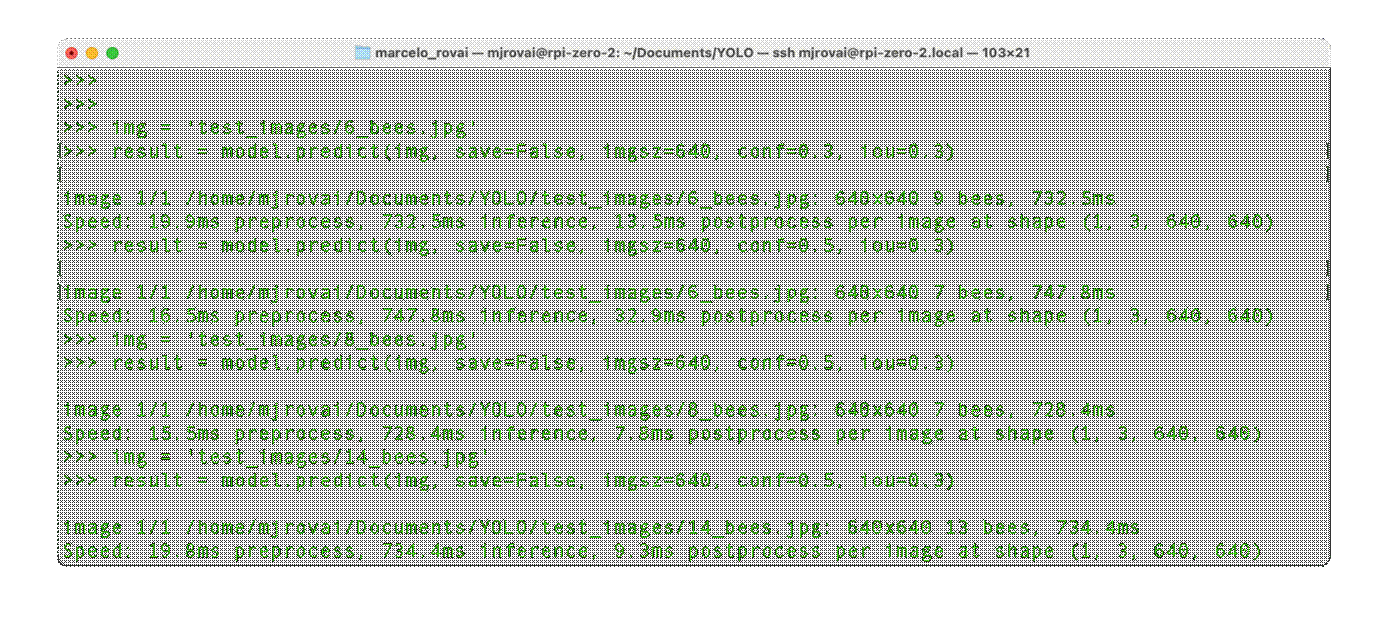 marcelo_rovai — mjrovai@rpi-zero-2: ~/Documents/YOLO — ssh mjrovai@rpi-zero-2.local — 103×21
>>>
>>>
>>> img = 'test_images/6_bees.jpg'
>>> result = model.predict(img, save=False, imgsz=640, conf=0.3, iou=0.3)
image 1/1 /home/mjrovai/Documents/YOLO/test_images/6_bees.jpg: 640x640 9 bees, 732.5ms
Speed: 19.9ms preprocess, 732.5ms inference, 13.5ms postprocess per image at shape (1, 3, 640, 640)
>>> result = model.predict(img, save=False, imgsz=640, conf=0.5, iou=0.3)
image 1/1 /home/mjrovai/Documents/YOLO/test_images/6_bees.jpg: 640x640 7 bees, 747.8ms
Speed: 16.5ms preprocess, 747.8ms inference, 32.9ms postprocess per image at shape (1, 3, 640, 640)
>>> img = 'test_images/8_bees.jpg'
>>> result = model.predict(img, save=False, imgsz=640, conf=0.5, iou=0.3)
image 1/1 /home/mjrovai/Documents/YOLO/test_images/8_bees.jpg: 640x640 7 bees, 728.4ms
Speed: 15.5ms preprocess, 728.4ms inference, 7.8ms postprocess per image at shape (1, 3, 640, 640)
>>> img = 'test_images/14_bees.jpg'
>>> result = model.predict(img, save=False, imgsz=640, conf=0.5, iou=0.3)
image 1/1 /home/mjrovai/Documents/YOLO/test_images/14_bees.jpg: 640x640 13 bees, 734.4ms
Speed: preprocess, 734.4ms inference, 9.3ms postprocess per image at shape (1, 3, 640, 640)